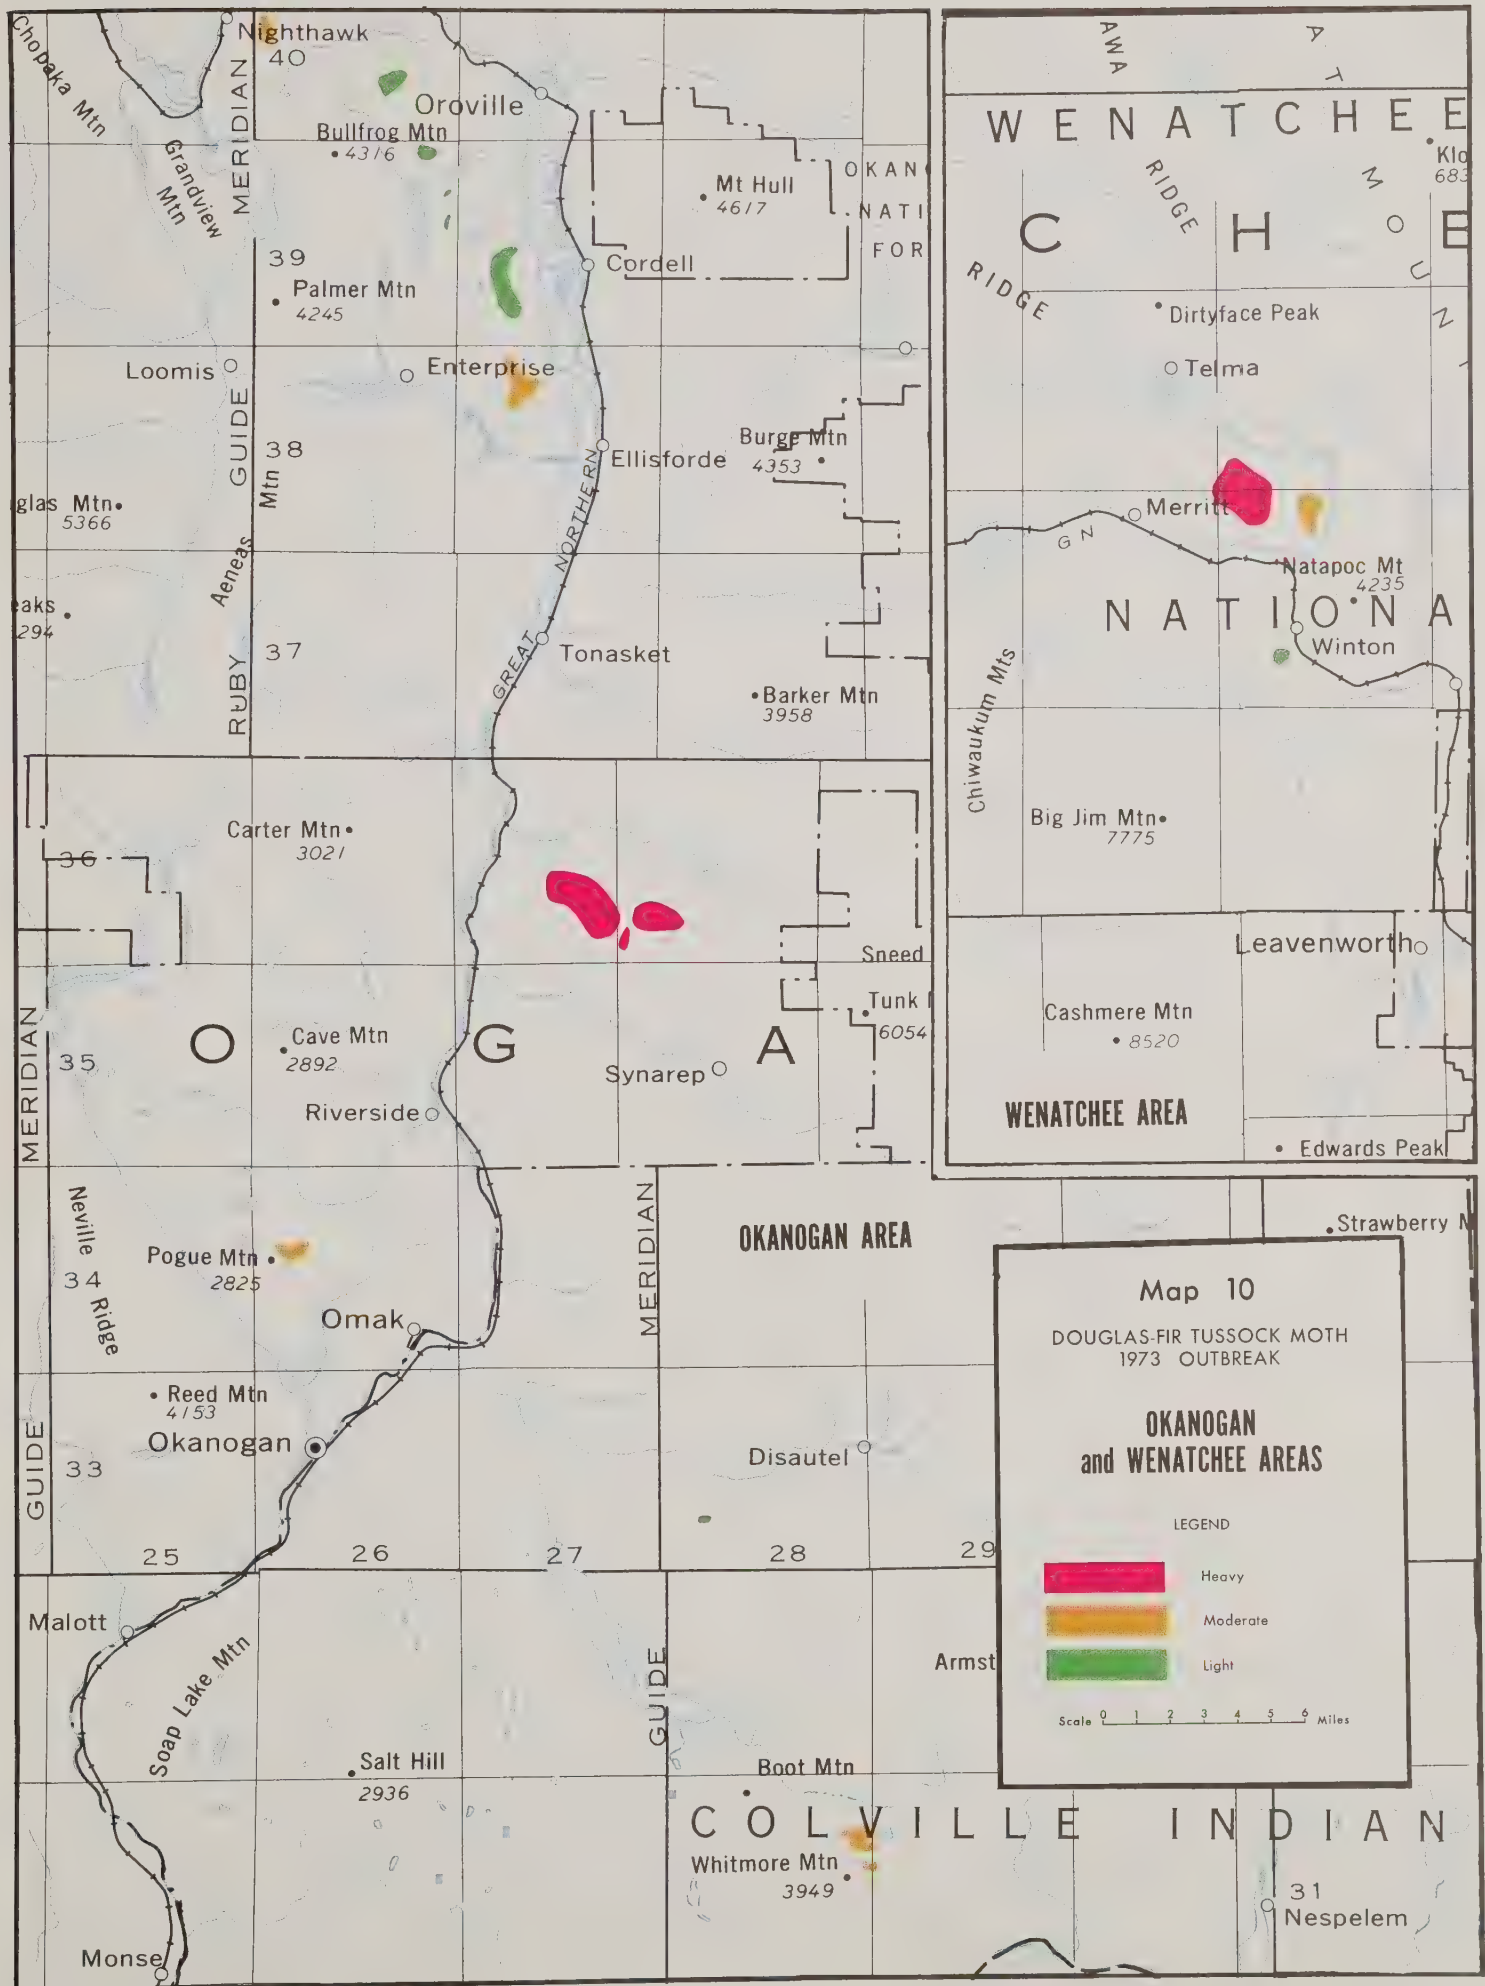 Chopaka Mtn
Nighthawk
40
Oroville
MERIDIAN
Bullfrog Mtn
4316
Grandview
Mtn
Mt Hull
4617
OKAN
NATI
FOR
39
Palmer Mtn
4245
Cordell
Loomis
Enterprise
GUIDE
38
Burge Mtn
4353
Ellisforde
glas Mtn
5366
Aeneas Mtn
NORTHERN
eaks
294
RUBY
37
GREAT
Tonasket
Barker Mtn
3958
Carter Mtn
3021
36
Sneed
Tunk
6054
MERIDIAN
O G A
35
Cave Mtn
2892
Synarep
Riverside
Neville Ridge
34
Pogue Mtn
2825
MERIDIAN
OKANOGAN AREA
Omak
Reed Mtn
4153
Okanogan
GUIDE
33
Disautel
25 26 27 28 29
Malott
Soap Lake Mtn
GUIDE
Armst
Salt Hill
2936
Boot Mtn
COLVILLE INDIAN
Whitmore Mtn
3949
31
Nespelem
Monse
AWA
A T
WENATCHEE
Klo
683
RIDGE
M O U N T
C H E
RIDGE
Dirtyface Peak
Telma
Merritt
G N
Natapoc Mt
4235
NATIONA
Winton
Chiwaukum Mts
Big Jim Mtn
7775
Leavenworth
Cashmere Mtn
8520
WENATCHEE AREA
Edwards Peak
Strawberry M
Map 10
DOUGLAS-FIR TUSSOCK MOTH
1973 OUTBREAK
OKANOGAN
and WENATCHEE AREAS
LEGEND
Heavy
Moderate
Light
Scale 0 1 2 3 4 5 6 Miles